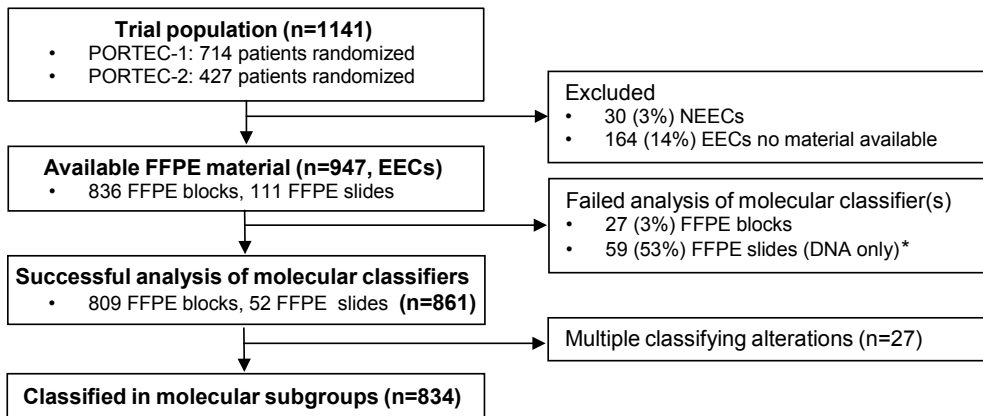 Trial population (n=1141)
• PORTEC-1: 714 patients randomized
• PORTEC-2: 427 patients randomized
Excluded
• 30 (3%) NEECs
• 164 (14%) EECs no material available
Available FFPE material (n=947, EECs)
• 836 FFPE blocks, 111 FFPE slides
Failed analysis of molecular classifier(s)
• 27 (3%) FFPE blocks
• 59 (53%) FFPE slides (DNA only)*
Successful analysis of molecular classifiers
• 809 FFPE blocks, 52 FFPE slides (n=861)
Multiple classifying alterations (n=27)
Classified in molecular subgroups (n=834)